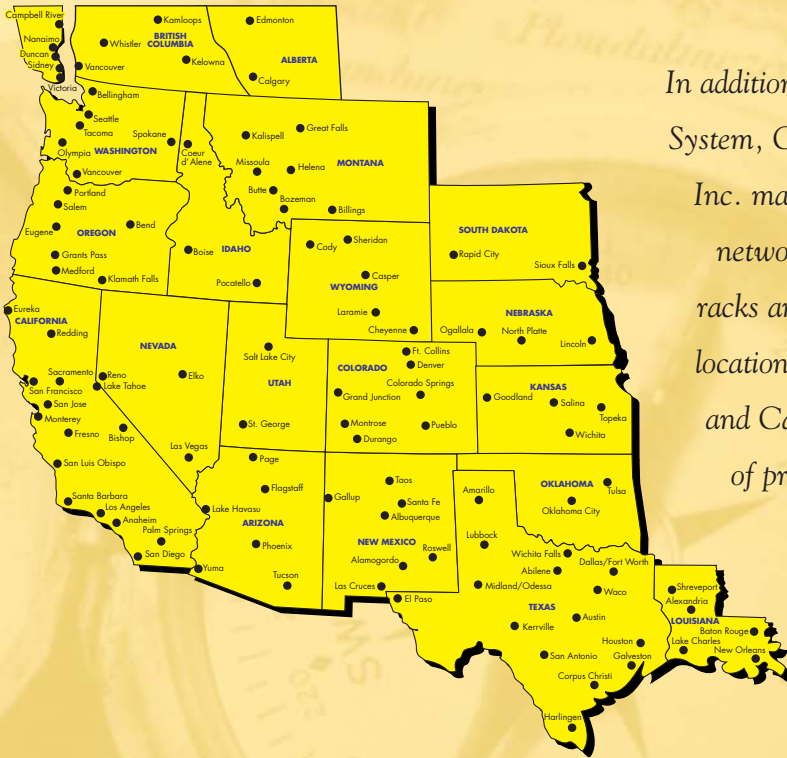 Campbell River
Nanaimo
Duncan
Sidney
Victoria
Kamloops
Whistler
BRITISH
COLUMBIA
Kelowna
Vancouver
Edmonton
ALBERTA
Calgary
Bellingham
Seattle
Tacoma
Spokane
Olympia
WASHINGTON
Vancouver
Coeur
d'Alene
Kalispell
Great Falls
Missoula
Helena
MONTANA
Butte
Bozeman
Billings
Portland
Salem
Eugene
OREGON
Bend
Grants Pass
Medford
Klamath Falls
Boise
IDAHO
Pocatello
Cody
Sheridan
Casper
WYOMING
Laramie
Cheyenne
SOUTH DAKOTA
Rapid City
Sioux Falls
NEBRASKA
Ogallala
North Platte
Lincoln
Eureka
CALIFORNIA
Redding
Sacramento
San Francisco
San Jose
Monterey
Fresno
Bishop
San Luis Obispo
Santa Barbara
Los Angeles
Anaheim
Palm Springs
San Diego
NEVADA
Reno
Lake Tahoe
Elko
Las Vegas
Salt Lake City
UTAH
St. George
Ft. Collins
COLORADO
Denver
Colorado Springs
Grand Junction
Montrose
Pueblo
Durango
KANSAS
Goodland
Salina
Topeka
Wichita
Page
Flagstaff
Lake Havasu
ARIZONA
Phoenix
Yuma
Tucson
Taos
Gallup
Santa Fe
Albuquerque
NEW MEXICO
Roswell
Alamogordo
Las Cruces
OKLAHOMA
Tulsa
Oklahoma City
Amarillo
Lubbock
Wichita Falls
Dallas/Fort Worth
Abilene
Midland/Odessa
Waco
El Paso
TEXAS
Austin
Kerrville
Houston
San Antonio
Galveston
Corpus Christi
Harlingen
Shreveport
Alexandria
LOUISIANA
Baton Rouge
Lake Charles
New Orleans
In addition
System, C
Inc. ma
netwo
racks a
location
and Ca
of pr